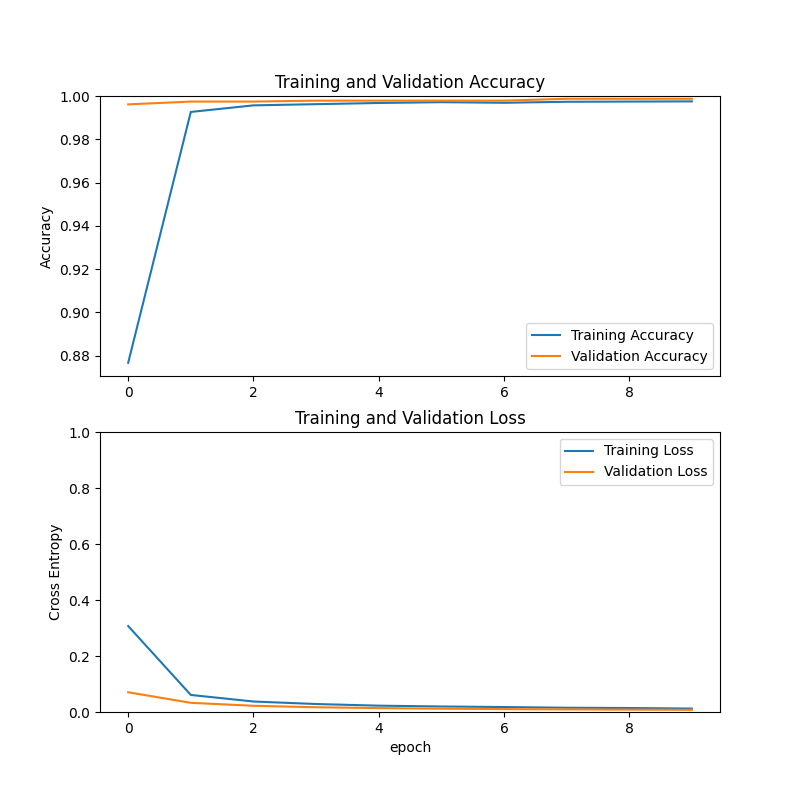 Training and Validation Accuracy
Accuracy
1.00
0.98
0.96
0.94
0.92
0.90
0.88
Training Accuracy
Validation Accuracy
0 2 4 6 8
Training and Validation Loss
Cross Entropy
1.0
0.8
0.6
0.4
0.2
0.0
Training Loss
Validation Loss
0 2 4 6 8
epoch